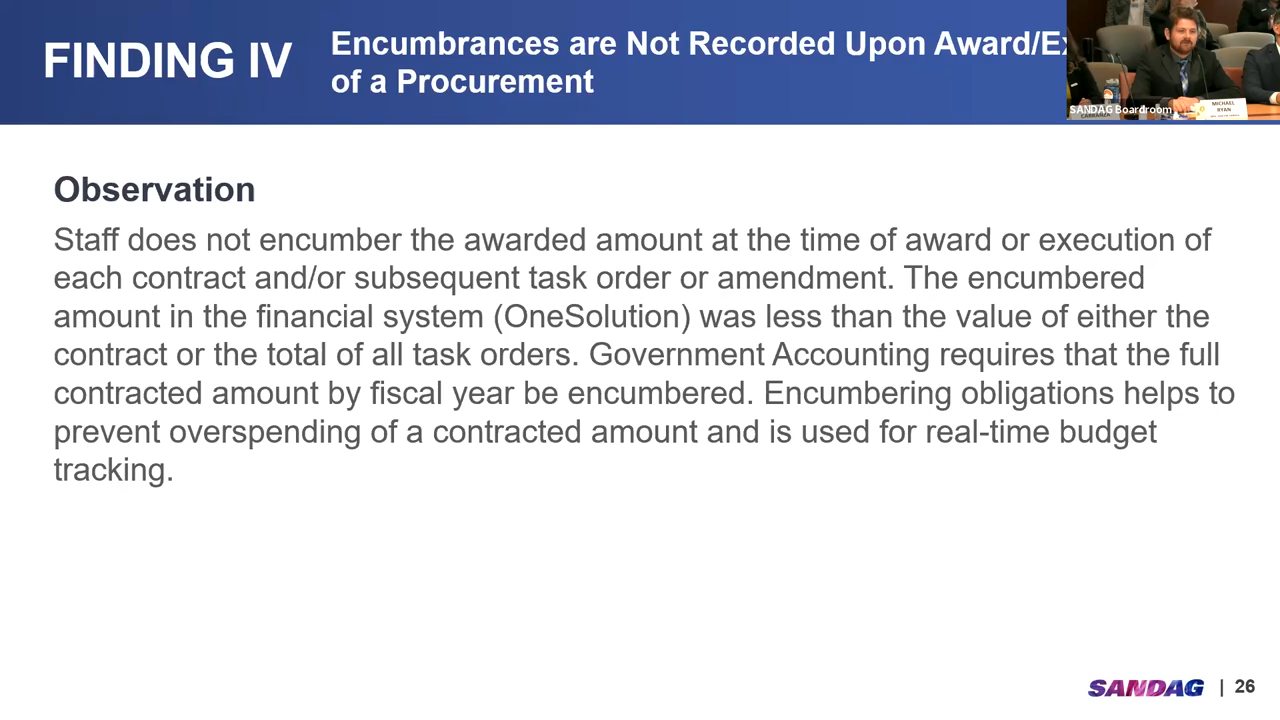 FINDING IV
Encumbrances are Not Recorded Upon Award/Ex
of a Procurement
SANDAG Boardroom
CARRANZA
MICHAEL
RYAN
Observation
Staff does not encumber the awarded amount at the time of award or execution of
each contract and/or subsequent task order or amendment. The encumbered
amount in the financial system (OneSolution) was less than the value of either the
contract or the total of all task orders. Government Accounting requires that the full
contracted amount by fiscal year be encumbered. Encumbering obligations helps to
prevent overspending of a contracted amount and is used for real-time budget
tracking.
SANDAG | 26